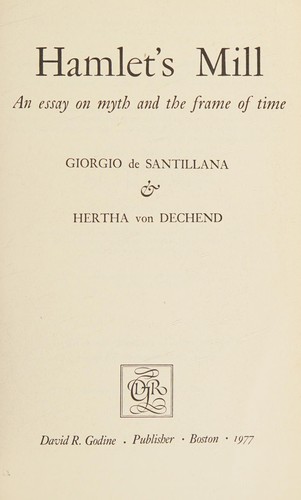 Hamlet's Mill
An essay on myth and the frame of time
GIORGIO de SANTILLANA
&
HERTHA von DECHEND
DRG
David R. Godine . Publisher . Boston . 1977